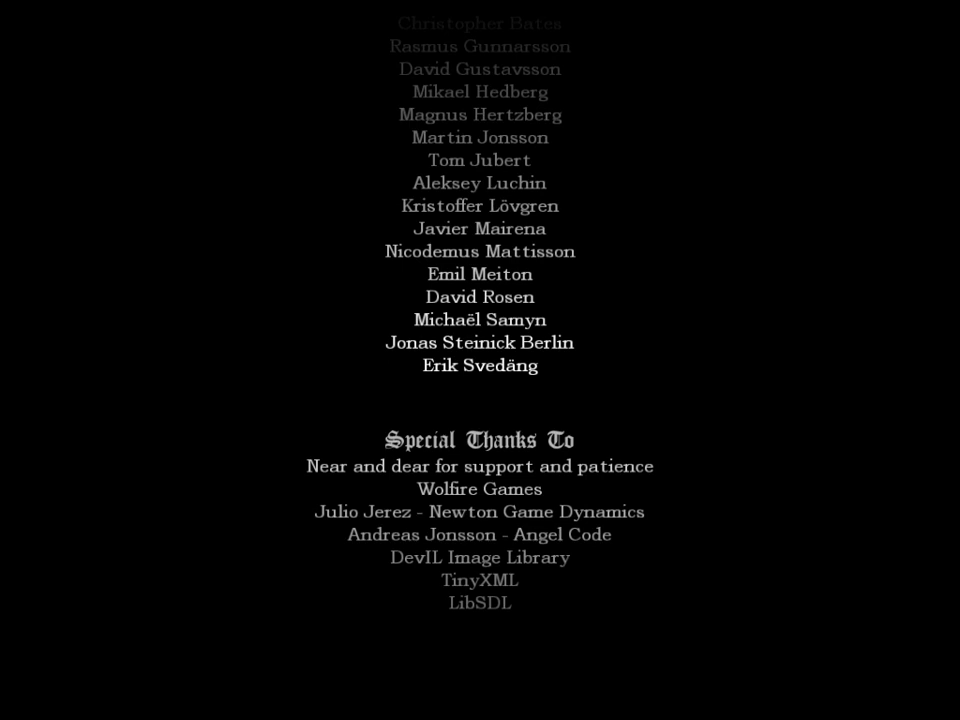 Christopher Bates
Rasmus Gunnarsson
David Gustavsson
Mikael Hedberg
Magnus Hertzberg
Martin Jonsson
Tom Jubert
Aleksey Luchin
Kristoffer Lövgren
Javier Mairena
Nicodemus Mattisson
Emil Meiton
David Rosen
Michaël Samyn
Jonas Steinick Berlin
Erik Svedäng
Special Thanks To
Near and dear for support and patience
Wolfire Games
Julio Jerez - Newton Game Dynamics
Andreas Jonsson - Angel Code
DevIL Image Library
TinyXML
LibSDL